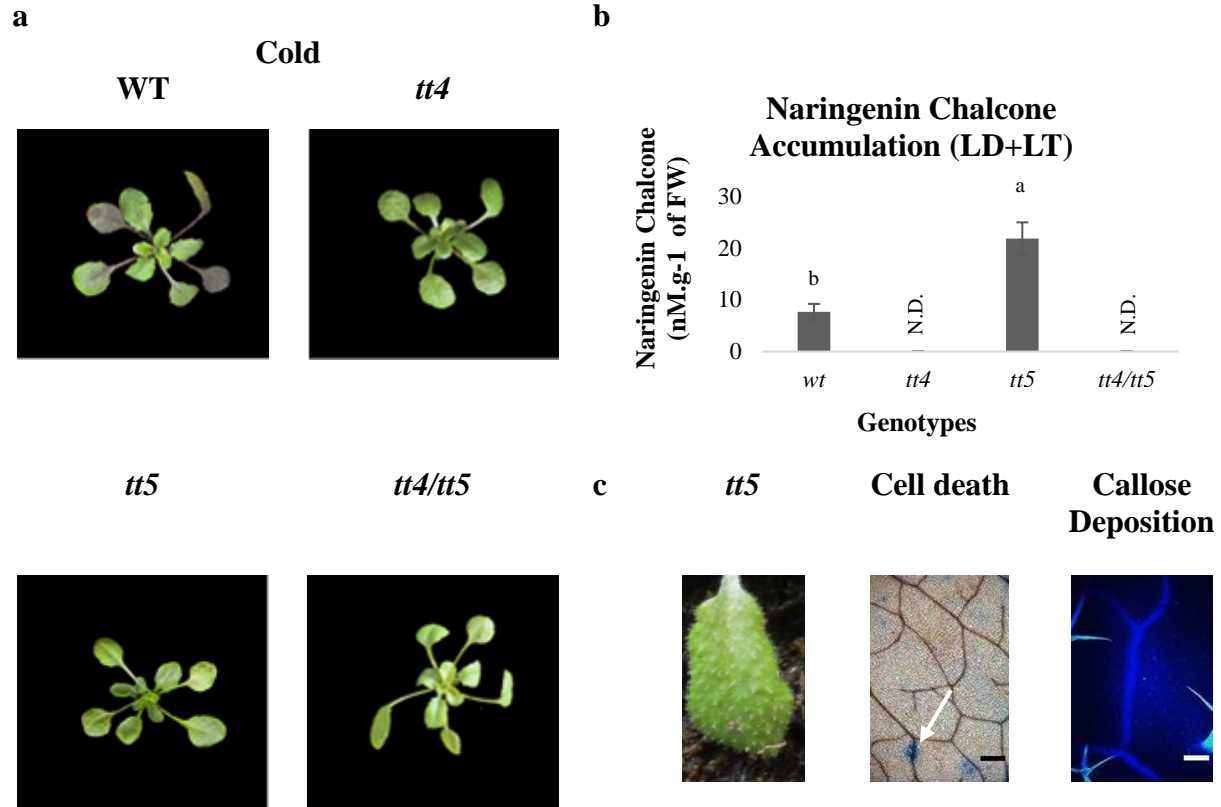 a
Cold
WT
tt4
b
Naringenin Chalcone
Accumulation (LD+LT)
Naringenin Chalcone
(nM.g-1 of FW)
30
20
10
0
b
N.D.
a
N.D.
wt
tt4
tt5
tt4/tt5
Genotypes
tt5
tt4/tt5
c
tt5
Cell death
Callose
Deposition